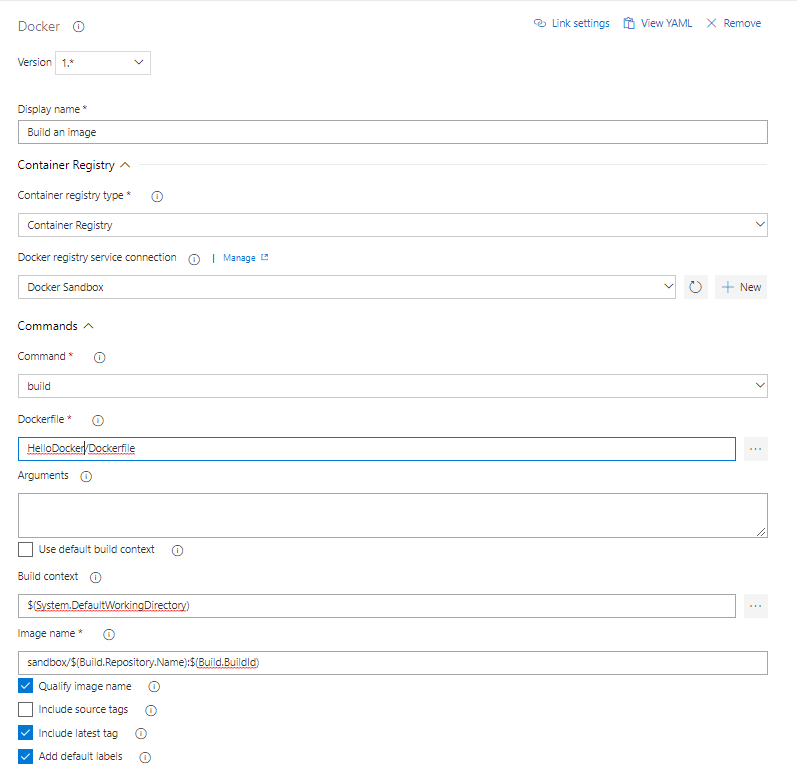 Docker
Link settings View YAML Remove
Version 1.*
Display name *
Build an image
Container Registry
Container registry type *
Container Registry
Docker registry service connection | Manage
Docker Sandbox
New
Commands
Command *
build
Dockerfile *
HelloDocker/Dockerfile
...
Arguments
Use default build context
Build context
$(System.DefaultWorkingDirectory)
...
Image name *
sandbox/$(Build.Repository.Name):$(Build.BuildId)
Qualify image name
Include source tags
Include latest tag
Add default labels